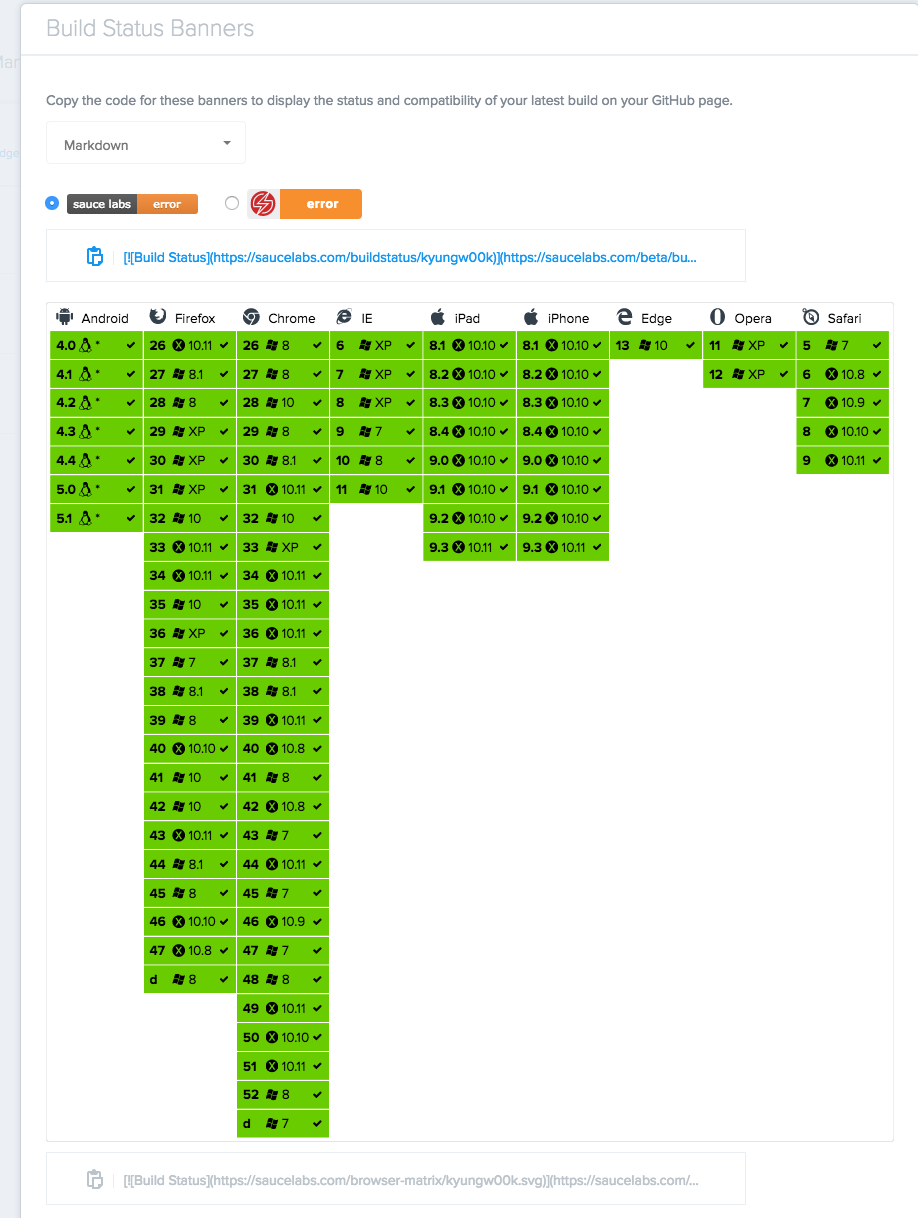 Build Status Banners
Copy the code for these banners to display the status and compatibility of your latest build on your GitHub page.
Markdown
sauce labs error error
[![Build Status](https://saucelabs.com/buildstatus/kyungw00k)](https://saucelabs.com/beta/bu...
Android Firefox Chrome IE iPad iPhone Edge Opera Safari
4.0 * 26 X 10.11 26 8 6 XP 8.1 X 10.10 8.1 X 10.10 13 10 11 XP 5 7
4.1 * 27 8.1 27 8 7 XP 8.2 X 10.10 8.2 X 10.10 12 XP 6 X 10.8
4.2 * 28 8 28 10 8 XP 8.3 X 10.10 8.3 X 10.10 7 X 10.9
4.3 * 29 XP 29 8 9 7 8.4 X 10.10 8.4 X 10.10 8 X 10.10
4.4 * 30 XP 30 8.1 10 8 9.0 X 10.10 9.0 X 10.10 9 X 10.11
5.0 * 31 XP 31 X 10.11 11 10 9.1 X 10.10 9.1 X 10.10
5.1 * 32 10 32 10 9.2 X 10.10 9.2 X 10.10
33 X 10.11 33 XP 9.3 X 10.11 9.3 X 10.11
34 X 10.11 34 X 10.11
35 10 35 X 10.11
36 XP 36 X 10.11
37 7 37 8.1
38 8.1 38 8.1
39 8 39 X 10.11
40 X 10.10 40 X 10.8
41 10 41 8
42 10 42 X 10.8
43 X 10.11 43 7
44 8.1 44 X 10.11
45 8 45 7
46 X 10.10 46 X 10.9
47 X 10.8 47 7
d 8 48 8
49 X 10.11
50 X 10.10
51 X 10.11
52 8
d 7
[![Build Status](https://saucelabs.com/browser-matrix/kyungw00k.svg)](https://saucelabs.com/...